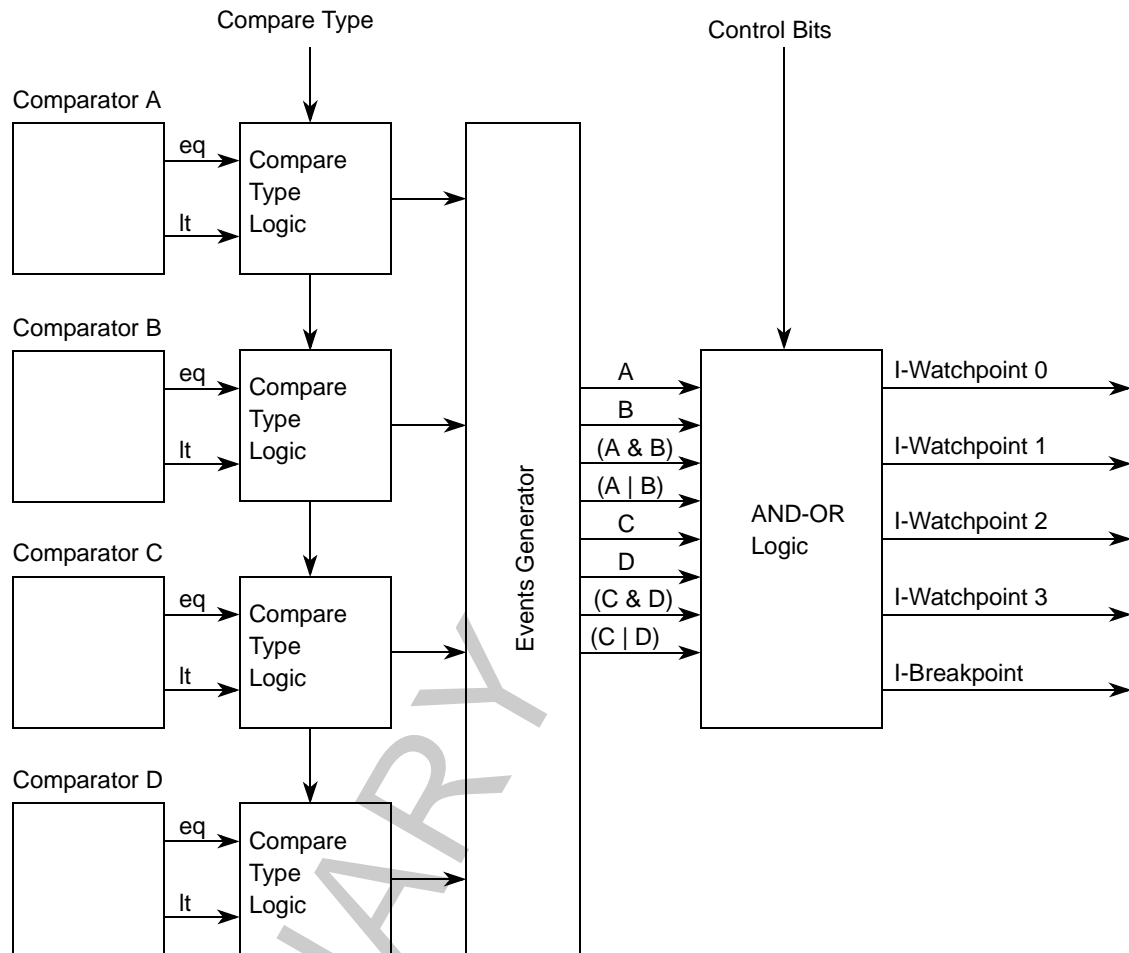 Compare Type
Control Bits
Comparator A
eq
lt
Compare
Type
Logic
Comparator B
eq
lt
Compare
Type
Logic
Comparator C
eq
lt
Compare
Type
Logic
Comparator D
eq
lt
Compare
Type
Logic
Events Generator
A
B
(A & B)
(A | B)
C
D
(C & D)
(C | D)
AND-OR
Logic
I-Watchpoint 0
I-Watchpoint 1
I-Watchpoint 2
I-Watchpoint 3
I-Breakpoint
NARY